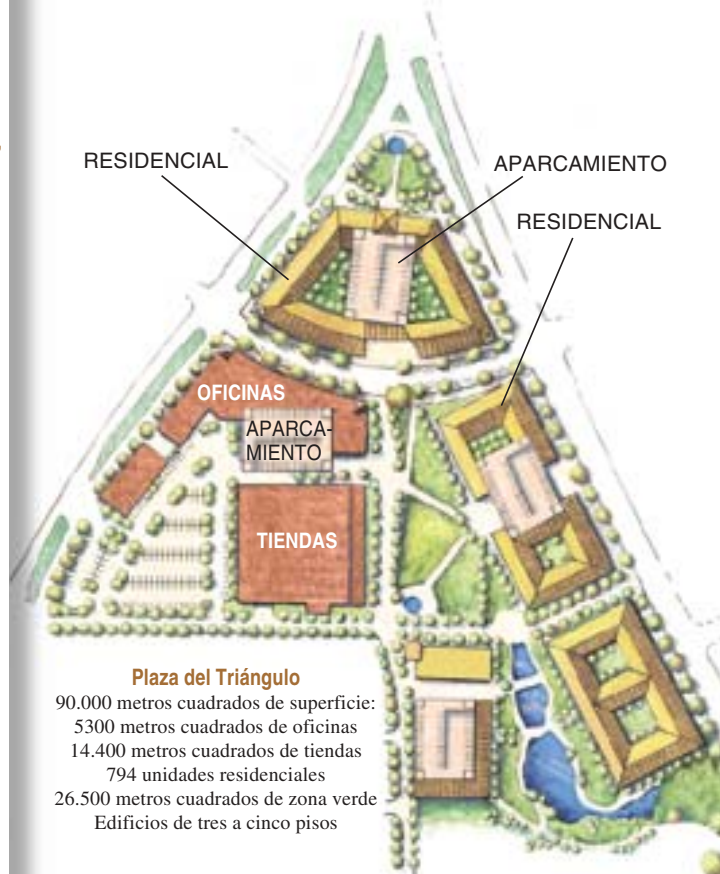 RESIDENCIAL
APARCAMIENTO
RESIDENCIAL
OFICINAS
APARCA-
MIENTO
TIENDAS
Plaza del Triángulo
90.000 metros cuadrados de superficie:
5300 metros cuadrados de oficinas
14.400 metros cuadrados de tiendas
794 unidades residenciales
26.500 metros cuadrados de zona verde
Edificios de tres a cinco pisos